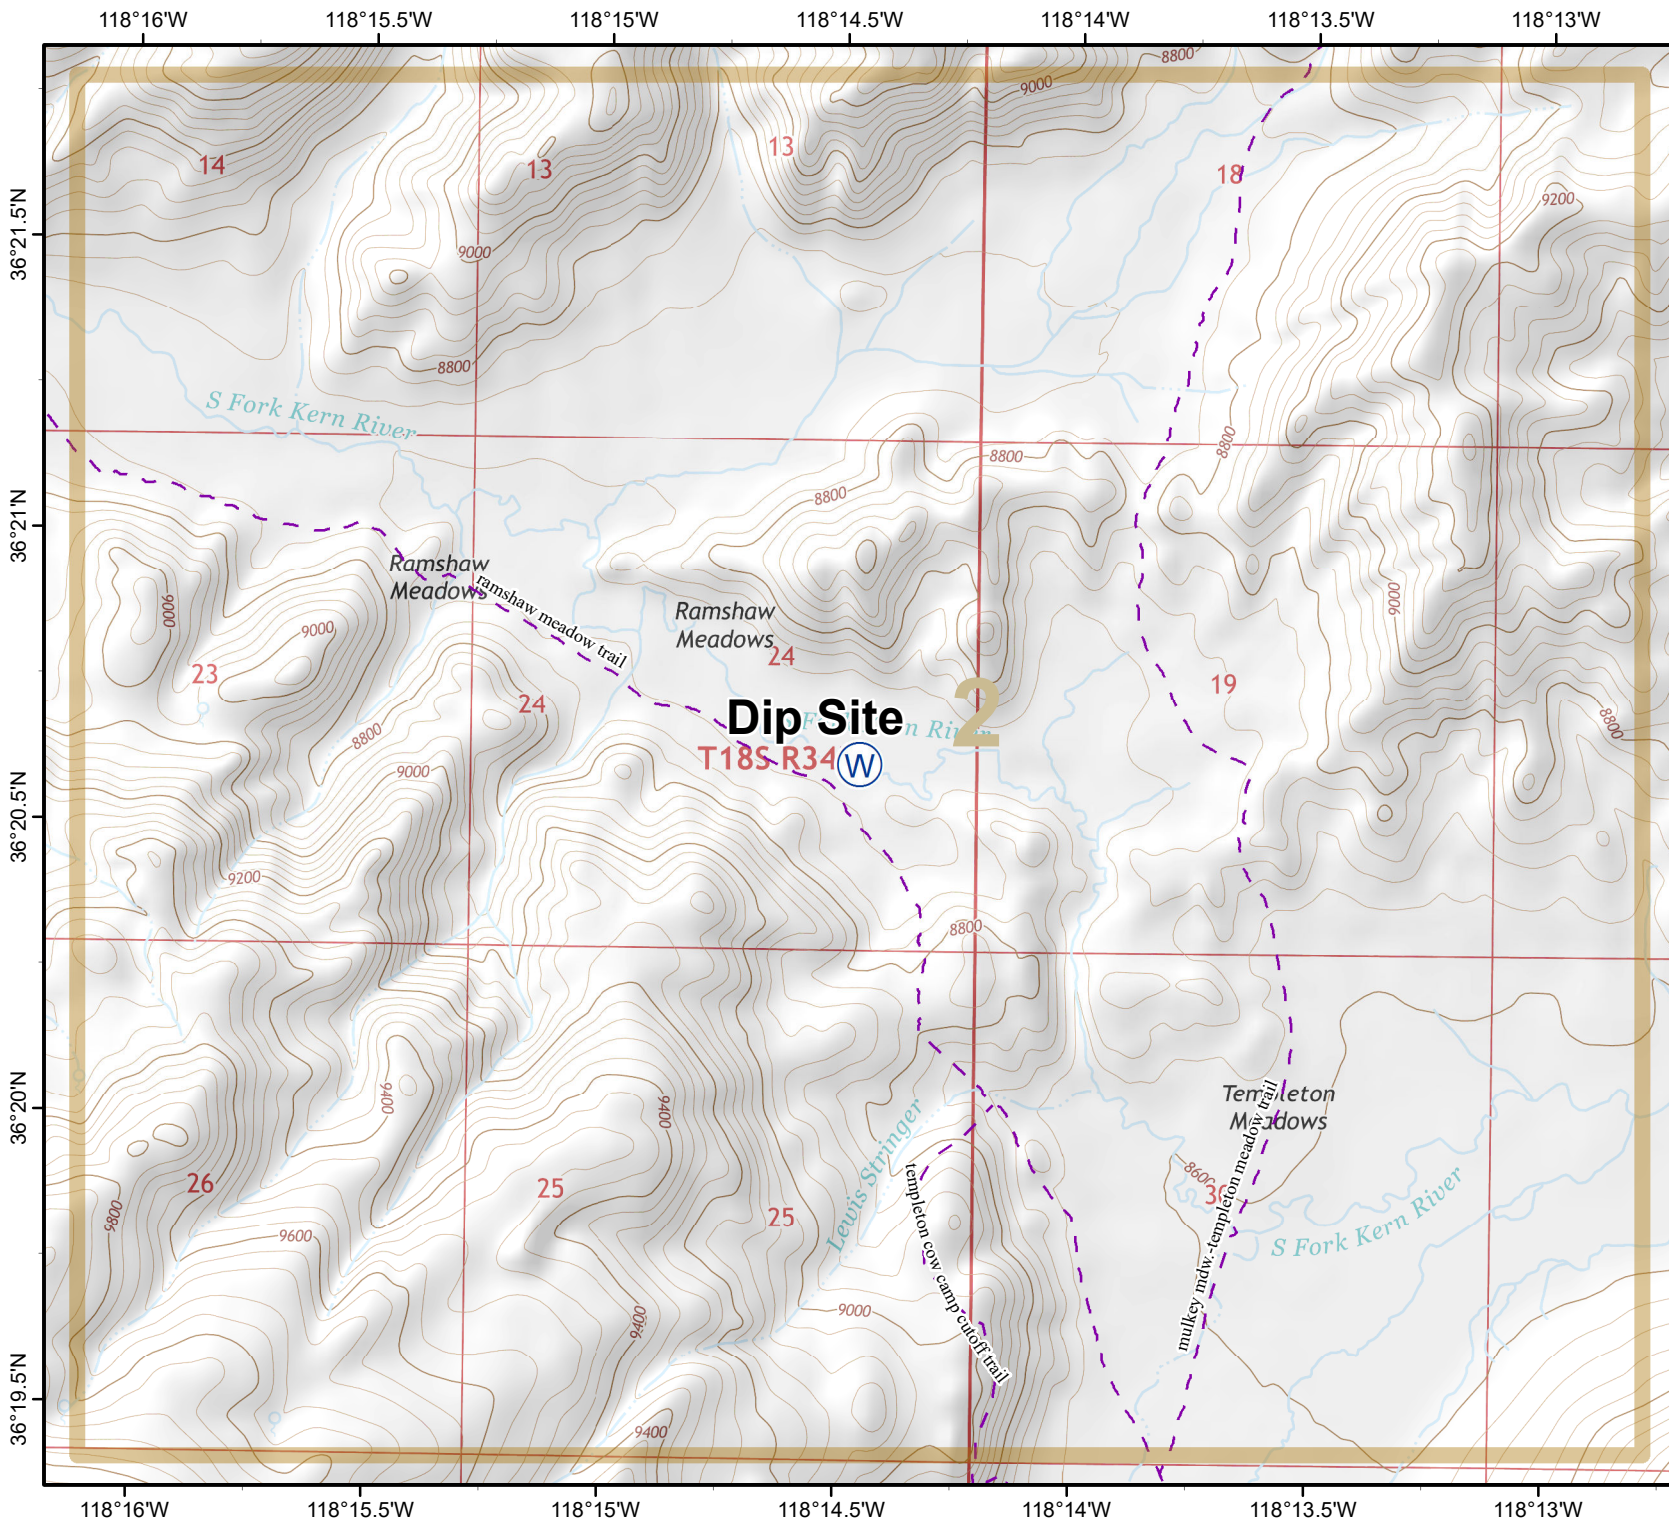 118°16'W 118°15.5'W 118°15'W 118°14.5'W 118°14'W 118°13.5'W 118°13'W
8800
9000
13
14
13
18
9200
36°21.5'N
9000
8800
S Fork Kern River
8800
8800
8800
36°21'N
Ramshaw
Meadows
ramshaw meadow trail
9000
9000
Ramshaw
Meadows
24
9000
23
24
19
2
Dip Site
8800
8800
T18S R34
W
9000
36°20.5'N
9200
8800
Templeton
Meadows
36°20'N
9400
9400
Lewis Stringer
mulkey mdw.-templeton meadow trail
8600
26
25
25
30
templeton cow camp cutoff trail
9800
9600
S Fork Kern River
9000
9400
36°19.5'N
9400
118°16'W 118°15.5'W 118°15'W 118°14.5'W 118°14'W 118°13.5'W 118°13'W